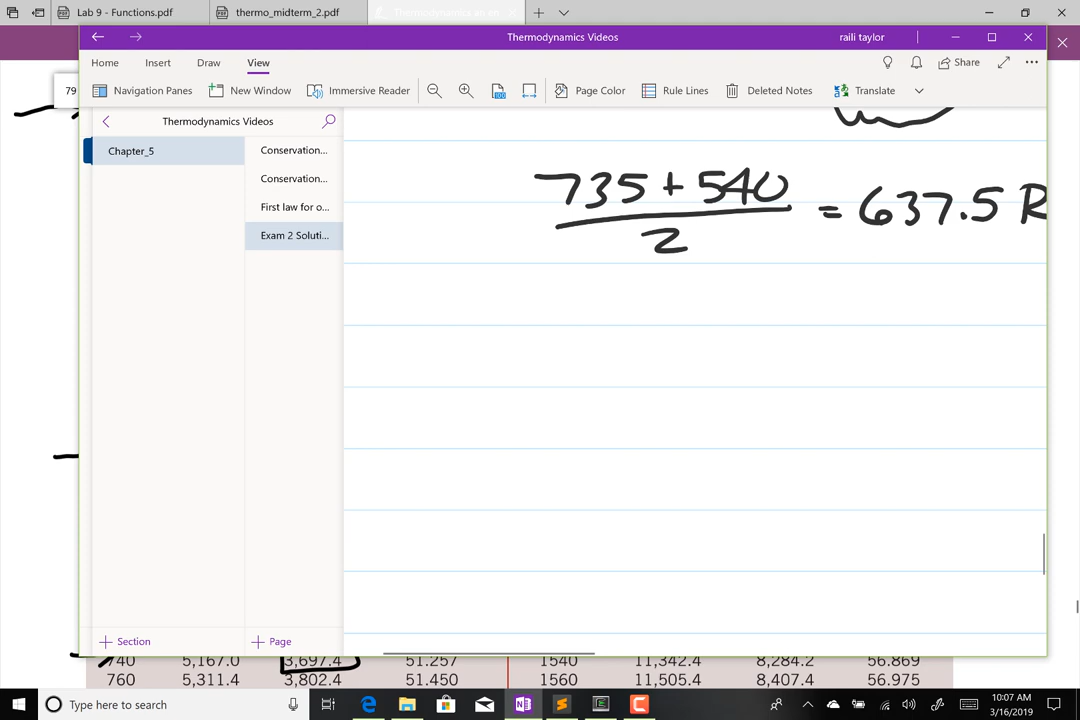 Lab 9 - Functions.pdf thermo_midterm_2.pdf Thermodynamics an en
Thermodynamics Videos raili taylor
Home Insert Draw View Share
79 Navigation Panes New Window Immersive Reader Page Color Rule Lines Deleted Notes Translate
Thermodynamics Videos
Chapter_5
Conservation...
Conservation...
First law for o...
Exam 2 Soluti...
735 + 540
= 637.5 R
2
Section Page
740 5,167.0 3,697.4 51.257 1540 11,342.4 8,284.2 56.869
760 5,311.4 3,802.4 51.450 1560 11,505.4 8,407.4 56.975
Type here to search
10:07 AM
3/16/2019